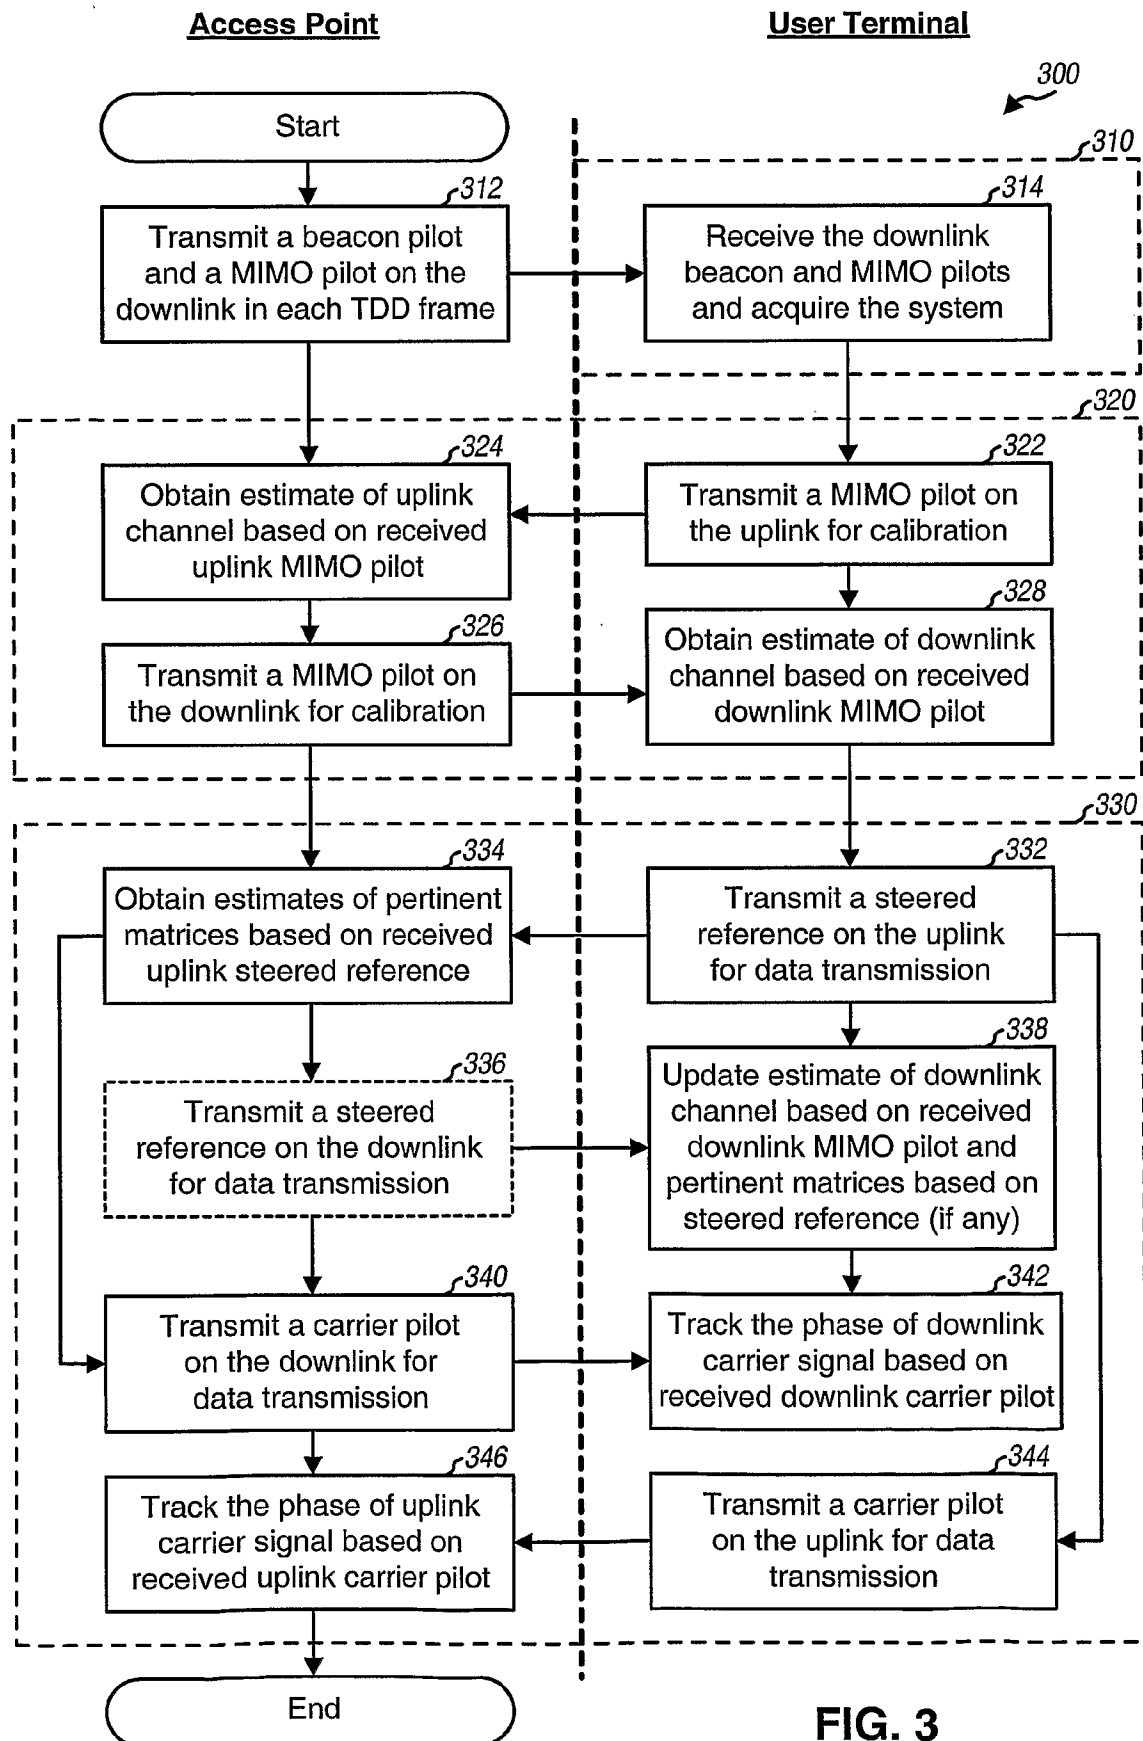 Access Point
User Terminal
300
Start
310
312
Transmit a beacon pilot
and a MIMO pilot on the
downlink in each TDD frame
314
Receive the downlink
beacon and MIMO pilots
and acquire the system
320
324
Obtain estimate of uplink
channel based on received
uplink MIMO pilot
322
Transmit a MIMO pilot on
the uplink for calibration
326
Transmit a MIMO pilot on
the downlink for calibration
328
Obtain estimate of downlink
channel based on received
downlink MIMO pilot
330
334
Obtain estimates of pertinent
matrices based on received
uplink steered reference
332
Transmit a steered
reference on the uplink
for data transmission
336
Transmit a steered
reference on the downlink
for data transmission
338
Update estimate of downlink
channel based on received
downlink MIMO pilot and
pertinent matrices based on
steered reference (if any)
340
Transmit a carrier pilot
on the downlink for
data transmission
342
Track the phase of downlink
carrier signal based on
received downlink carrier pilot
346
Track the phase of uplink
carrier signal based on
received uplink carrier pilot
344
Transmit a carrier pilot
on the uplink for data
transmission
End
FIG. 3